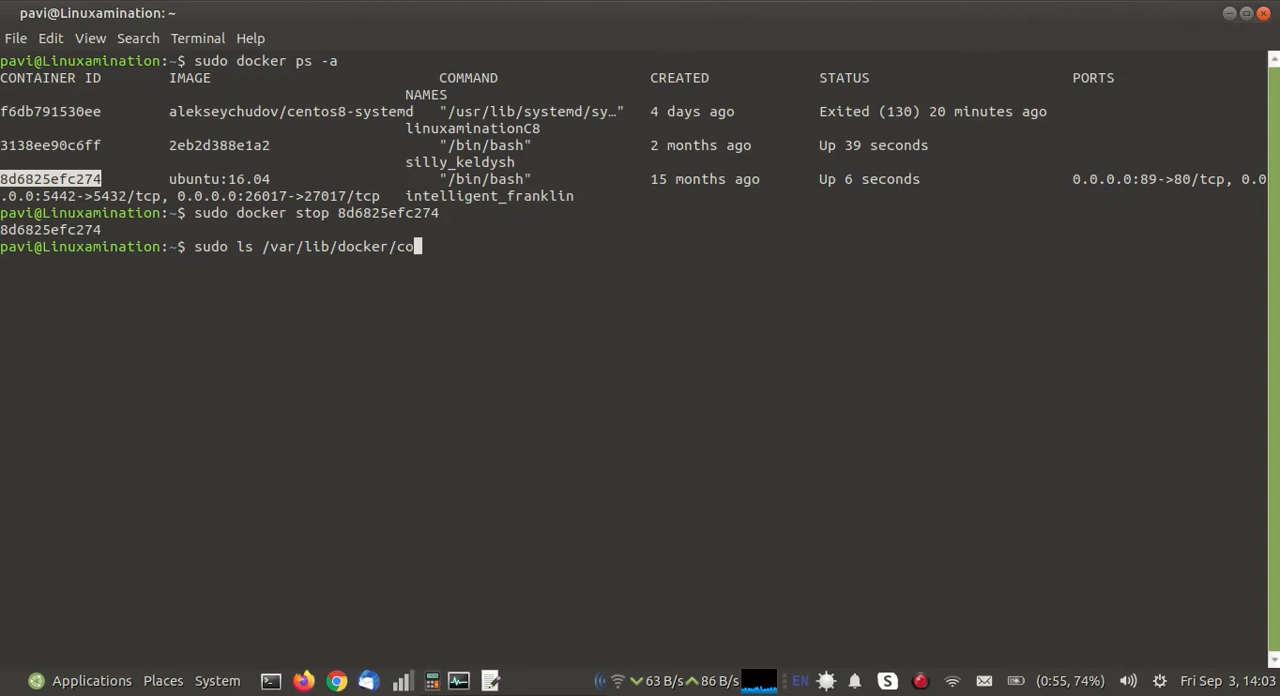 pavi@Linuxamination: ~
File Edit View Search Terminal Help
pavi@Linuxamination:~$ sudo docker ps -a
CONTAINER ID IMAGE COMMAND CREATED STATUS PORTS
NAMES
f6db791530ee alekseychudov/centos8-systemd "/usr/lib/systemd/sy…" 4 days ago Exited (130) 20 minutes ago
linuxaminationC8
3138ee90c6ff 2eb2d388e1a2 "/bin/bash" 2 months ago Up 39 seconds
silly_keldysh
8d6825efc274 ubuntu:16.04 "/bin/bash" 15 months ago Up 6 seconds 0.0.0.0:89->80/tcp, 0.0
.0.0:5442->5432/tcp, 0.0.0.0:26017->27017/tcp intelligent_franklin
pavi@Linuxamination:~$ sudo docker stop 8d6825efc274
8d6825efc274
pavi@Linuxamination:~$ sudo ls /var/lib/docker/co
Applications Places System 63 B/s 86 B/s EN S (0:55, 74%) Fri Sep 3, 14:03